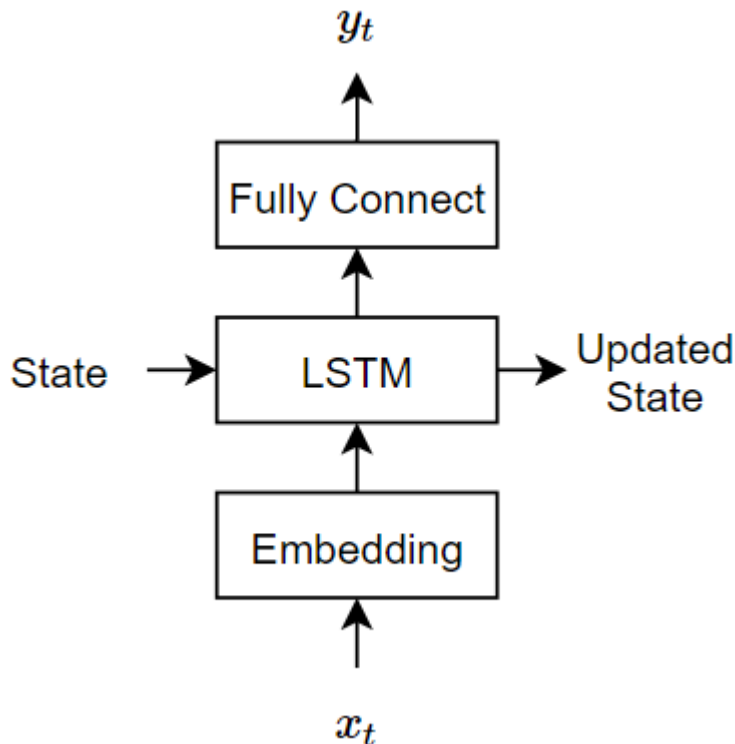 y_t
Fully Connect
State
LSTM
Updated
State
Embedding
x_t